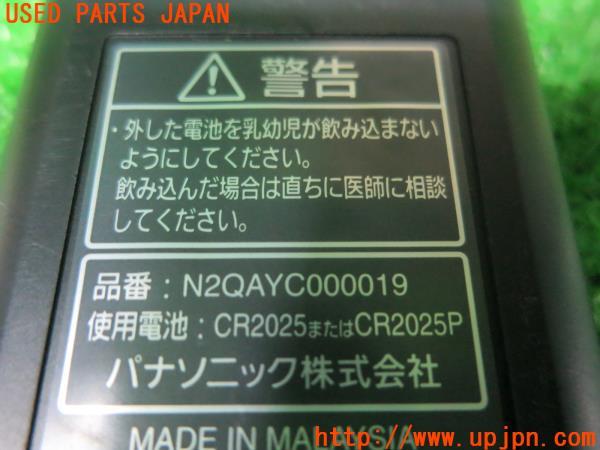 USED PARTS JAPAN
警告
・外した電池を乳幼児が飲み込まない
ようにしてください。
飲み込んだ場合は直ちに医師に相談
してください。
品番：N2QAYC000019
使用電池：CR2025またはCR2025P
パナソニック株式会社
MADE IN MALAYSIA
http://www.upjpn.com/